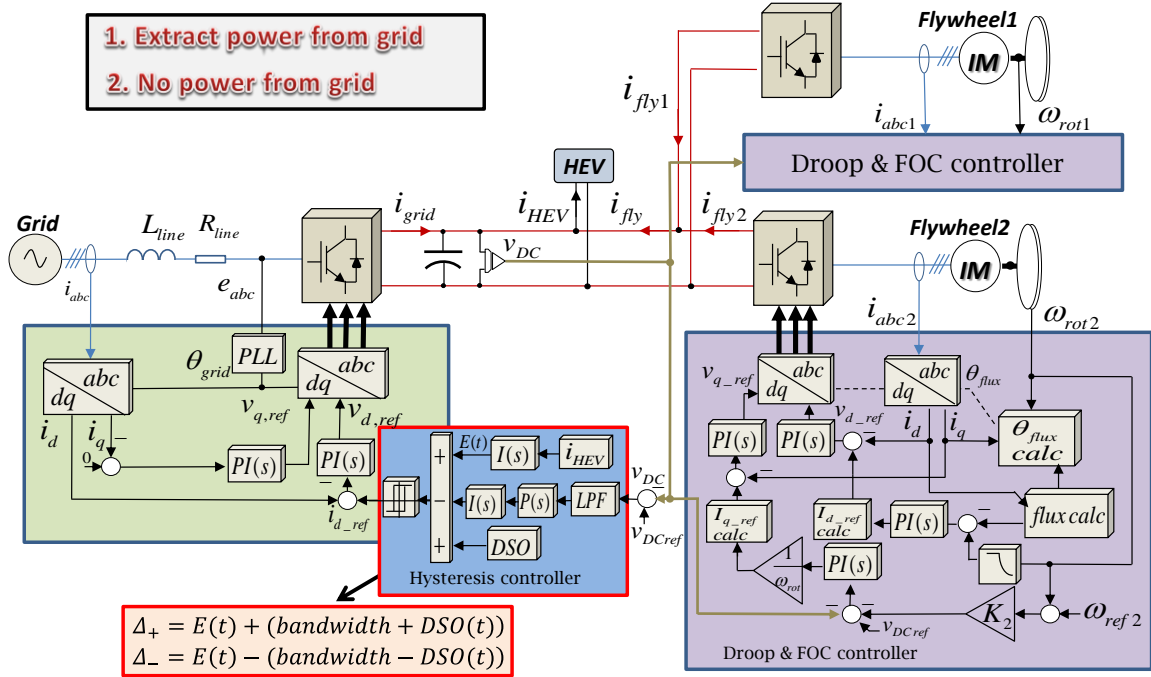 1. Extract power from grid
2. No power from grid
Flywheel1
IM
i_fly1
i_abc1
ω_rot1
Droop & FOC controller
HEV
Grid
L_line
R_line
i_grid
i_HEV
i_fly
i_fly2
v_DC
Flywheel2
IM
i_abc
e_abc
i_abc2
ω_rot2
θ_grid
PLL
abc
dq
abc
dq
v_q,ref
v_d,ref
i_d
i_q
−
0
PI(s)
PI(s)
−
i_d_ref
+
E(t)
I(s)
i_HEV
−
I(s)
P(s)
LPF
+
DSO
Hysteresis controller
v_DC
−
v_DCref
v_q_ref
abc
dq
abc
dq
θ_flux
v_d_ref
i_d
i_q
PI(s)
PI(s)
−
−
θ_flux
calc
I_q_ref
calc
I_d_ref
calc
PI(s)
−
flux calc
1
ω_rot
PI(s)
−
−
v_DCref
K_2
ω_ref 2
Droop & FOC controller
Δ₊ = E(t) + (bandwidth + DSO(t))
Δ₋ = E(t) − (bandwidth − DSO(t))